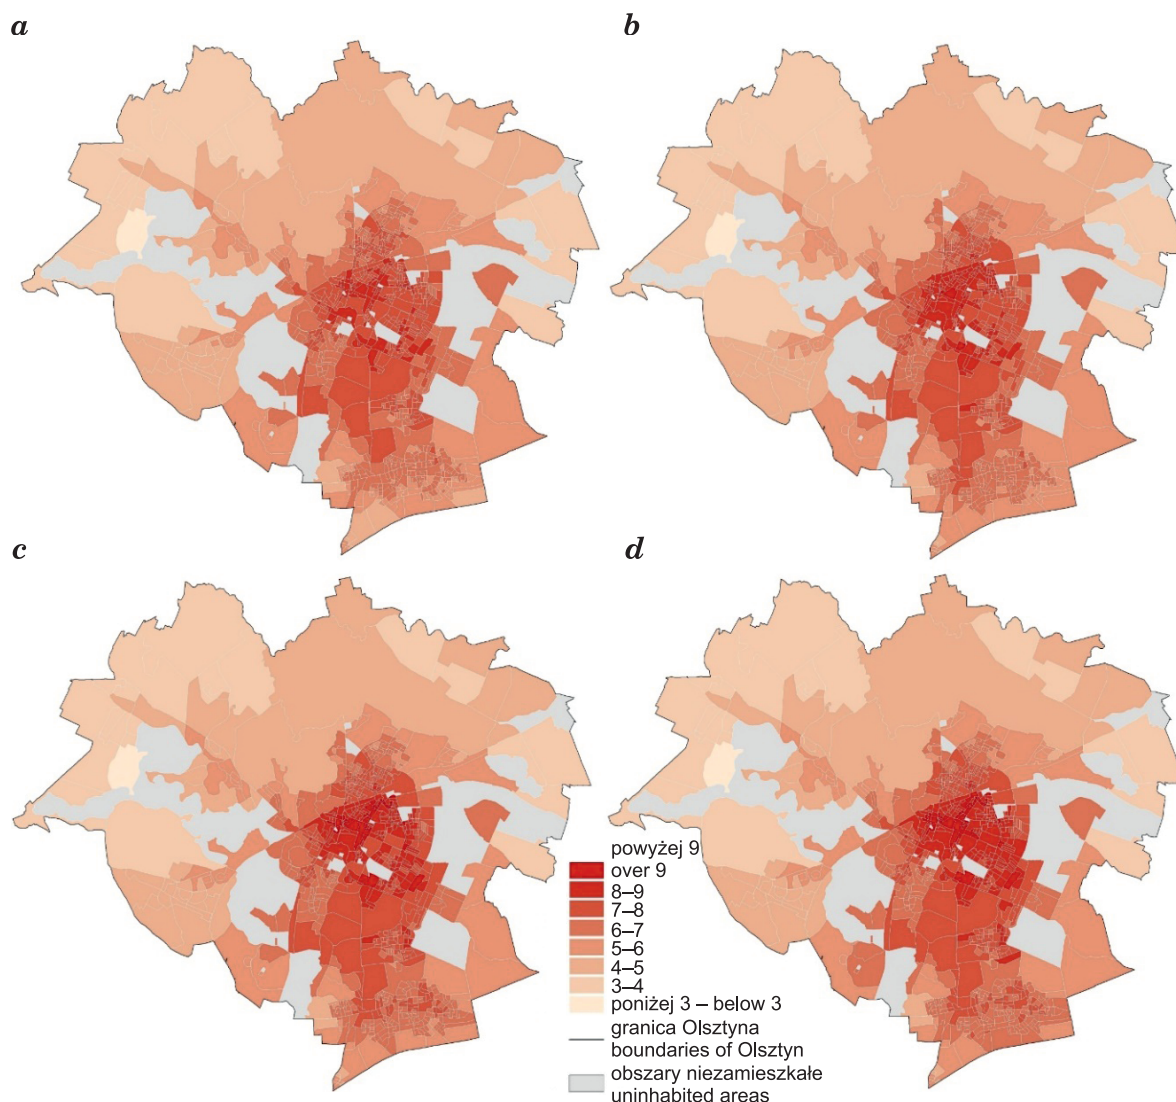 a
b
c
d
powyżej 9
over 9
8–9
7–8
6–7
5–6
4–5
3–4
poniżej 3 – below 3
granica Olsztyna
boundaries of Olsztyn
obszary niezamieszkałe
uninhabited areas